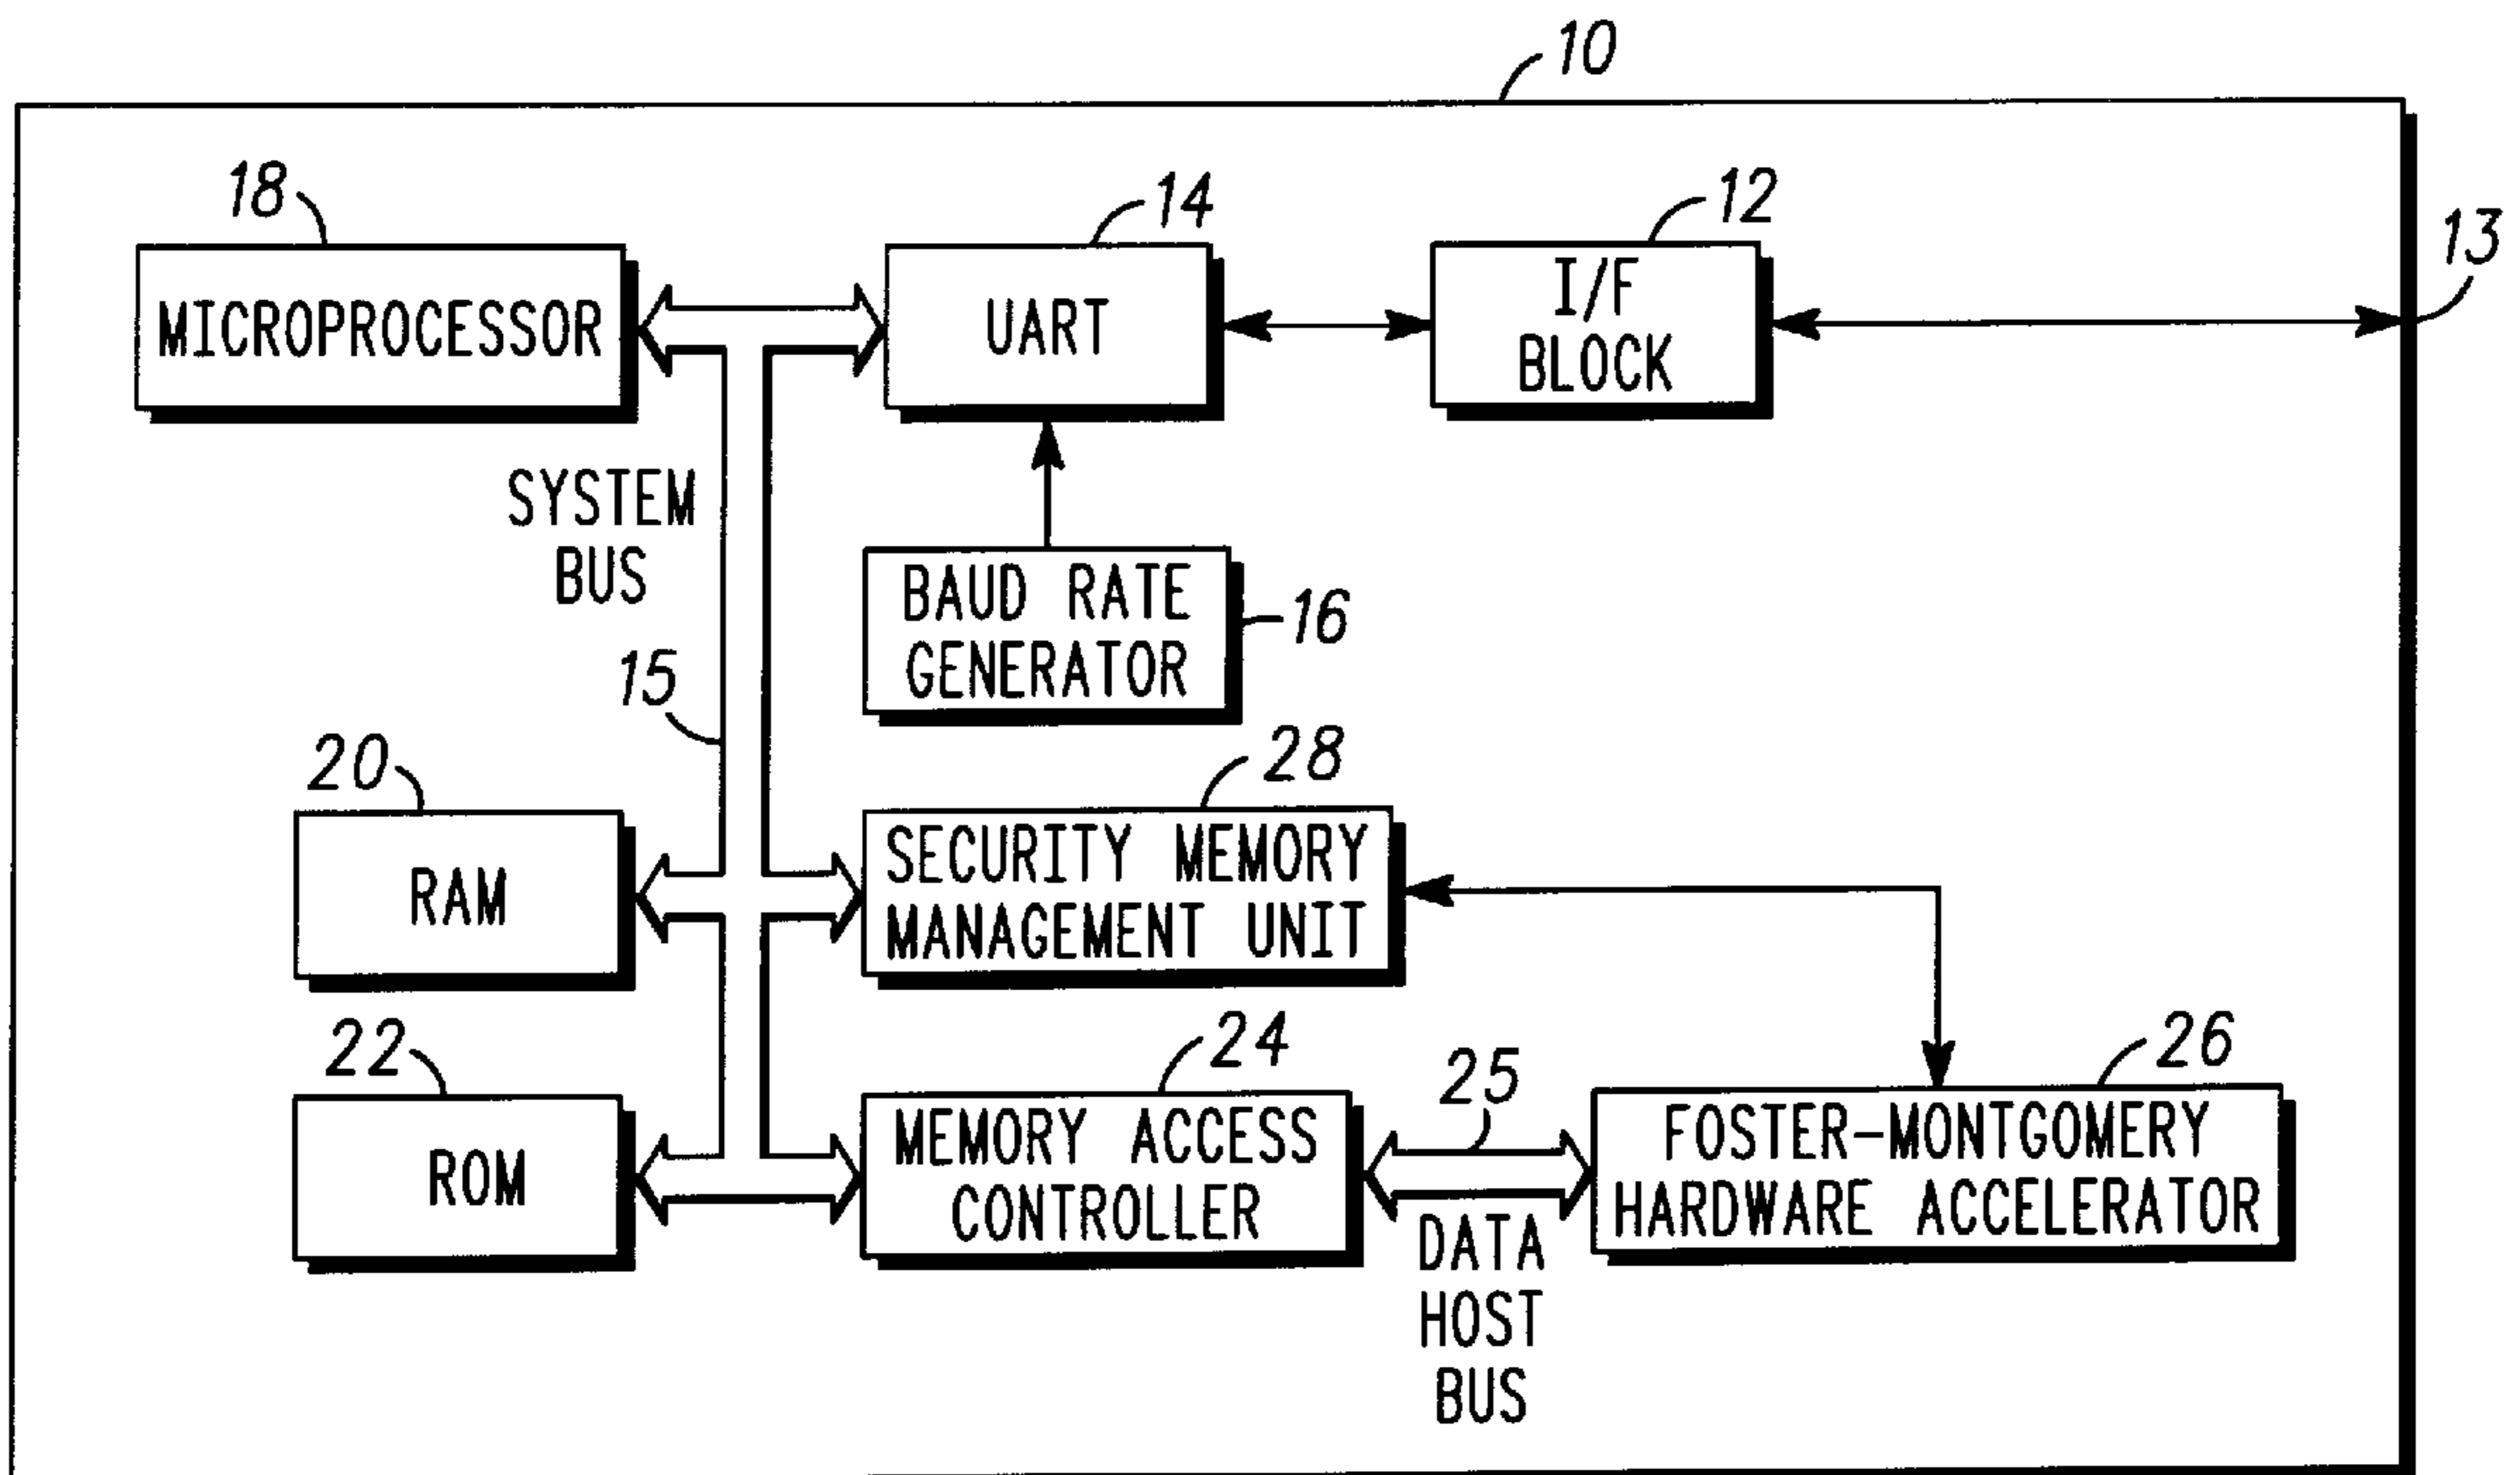 10
18
14
12
13
MICROPROCESSOR
UART
I/F
BLOCK
SYSTEM
BUS
BAUD RATE
GENERATOR
16
15
20
28
RAM
SECURITY MEMORY
MANAGEMENT UNIT
22
24
25
26
ROM
MEMORY ACCESS
CONTROLLER
FOSTER-MONTGOMERY
HARDWARE ACCELERATOR
DATA
HOST
BUS